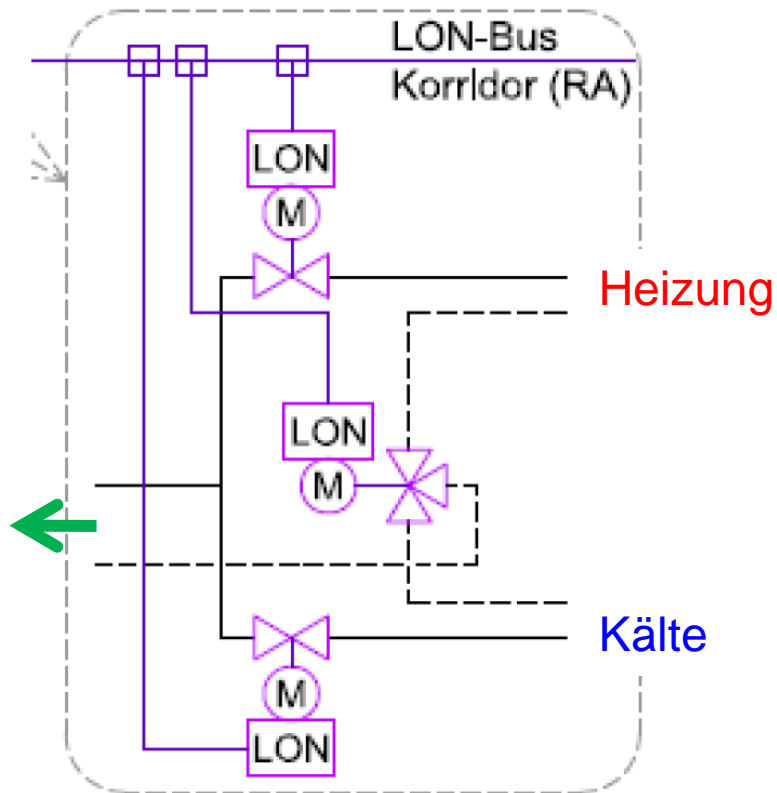 LON-Bus
KorrIdor (RA)
LON
M
Heizung
LON
M
Kälte
M
LON